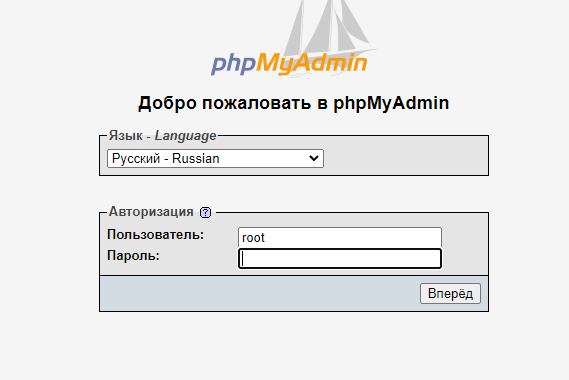 phpMyAdmin
Добро пожаловать в phpMyAdmin
Язык - Language
Русский - Russian
Авторизация ?
Пользователь: root
Пароль:
Вперёд